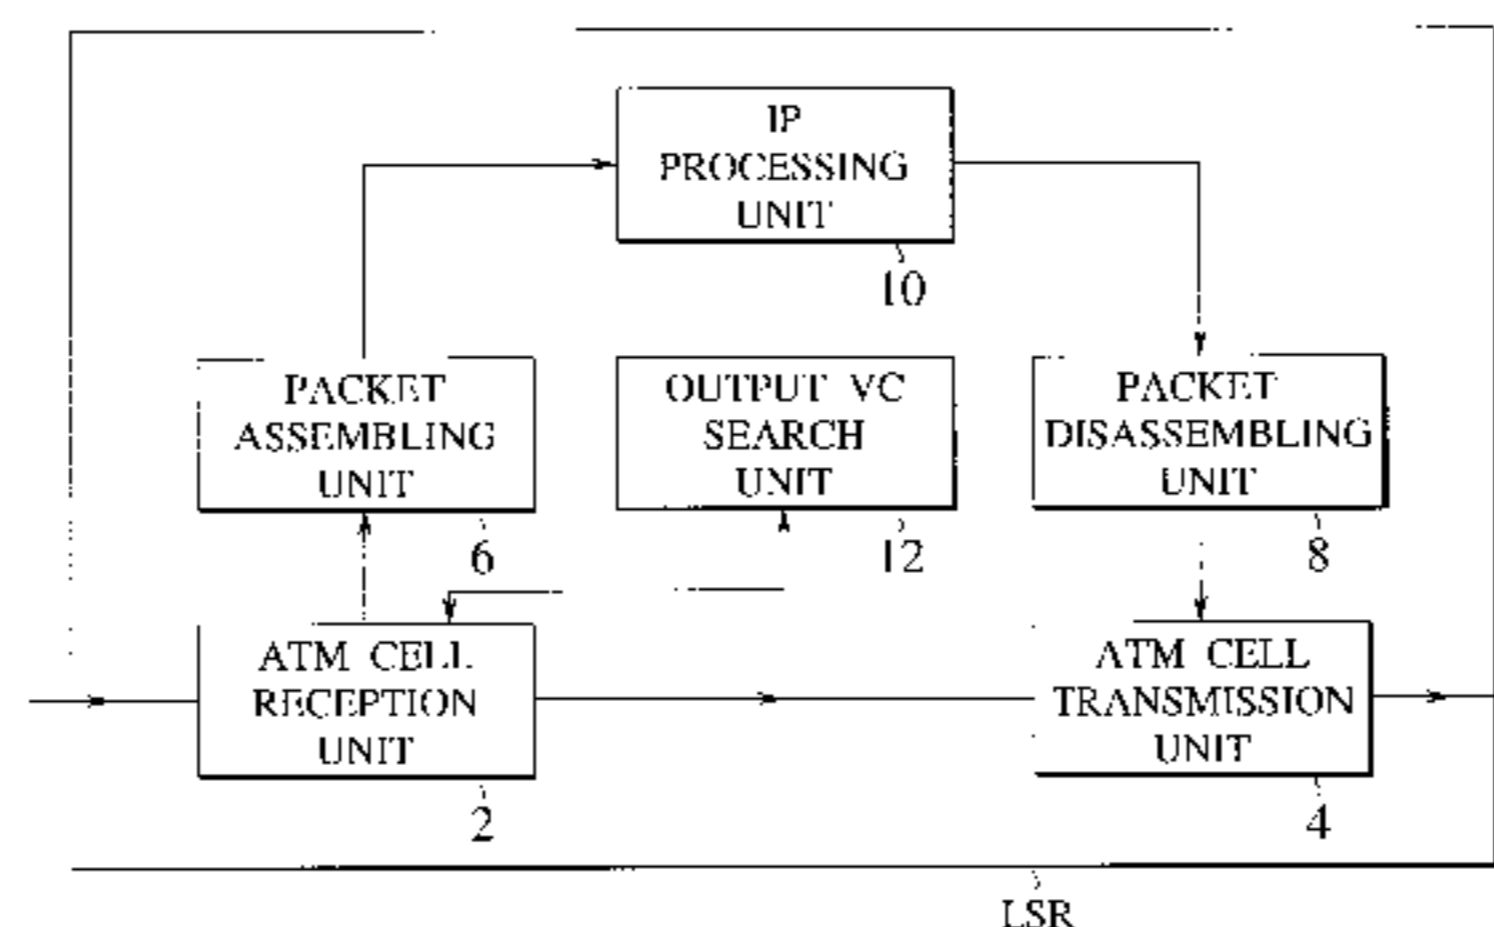 IP
PROCESSING
UNIT
10
PACKET
ASSEMBLING
UNIT
6
OUTPUT VC
SEARCH
UNIT
12
PACKET
DISASSEMBLING
UNIT
8
ATM CELL
RECEPTION
UNIT
2
ATM CELL
TRANSMISSION
UNIT
4
LSR